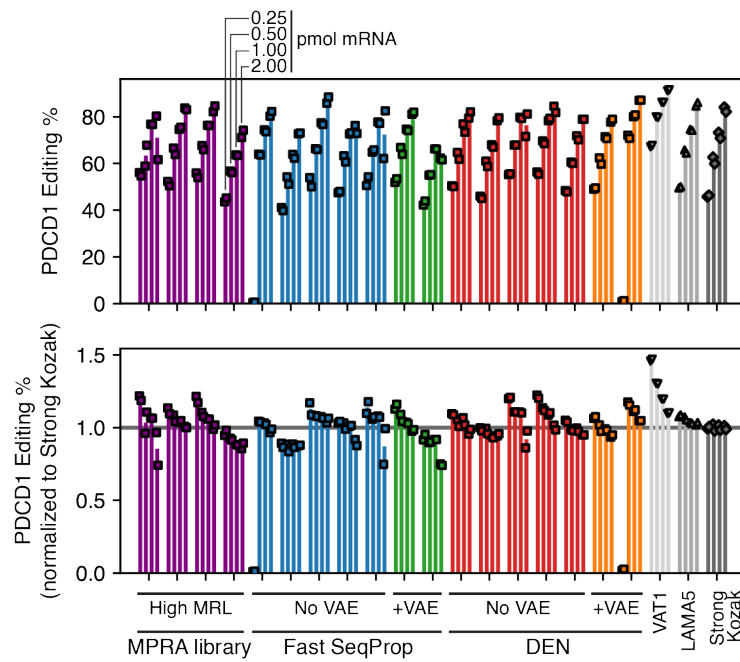 0.25
0.50
1.00
2.00
pmol mRNA
PDCD1 Editing %
80
60
40
20
0
PDCD1 Editing %
(normalized to Strong Kozak)
1.5
1.0
0.5
0.0
High MRL
No VAE
+VAE
No VAE
+VAE
VAT1
LAMA5
Strong
Kozak
MPRA library
Fast SeqProp
DEN